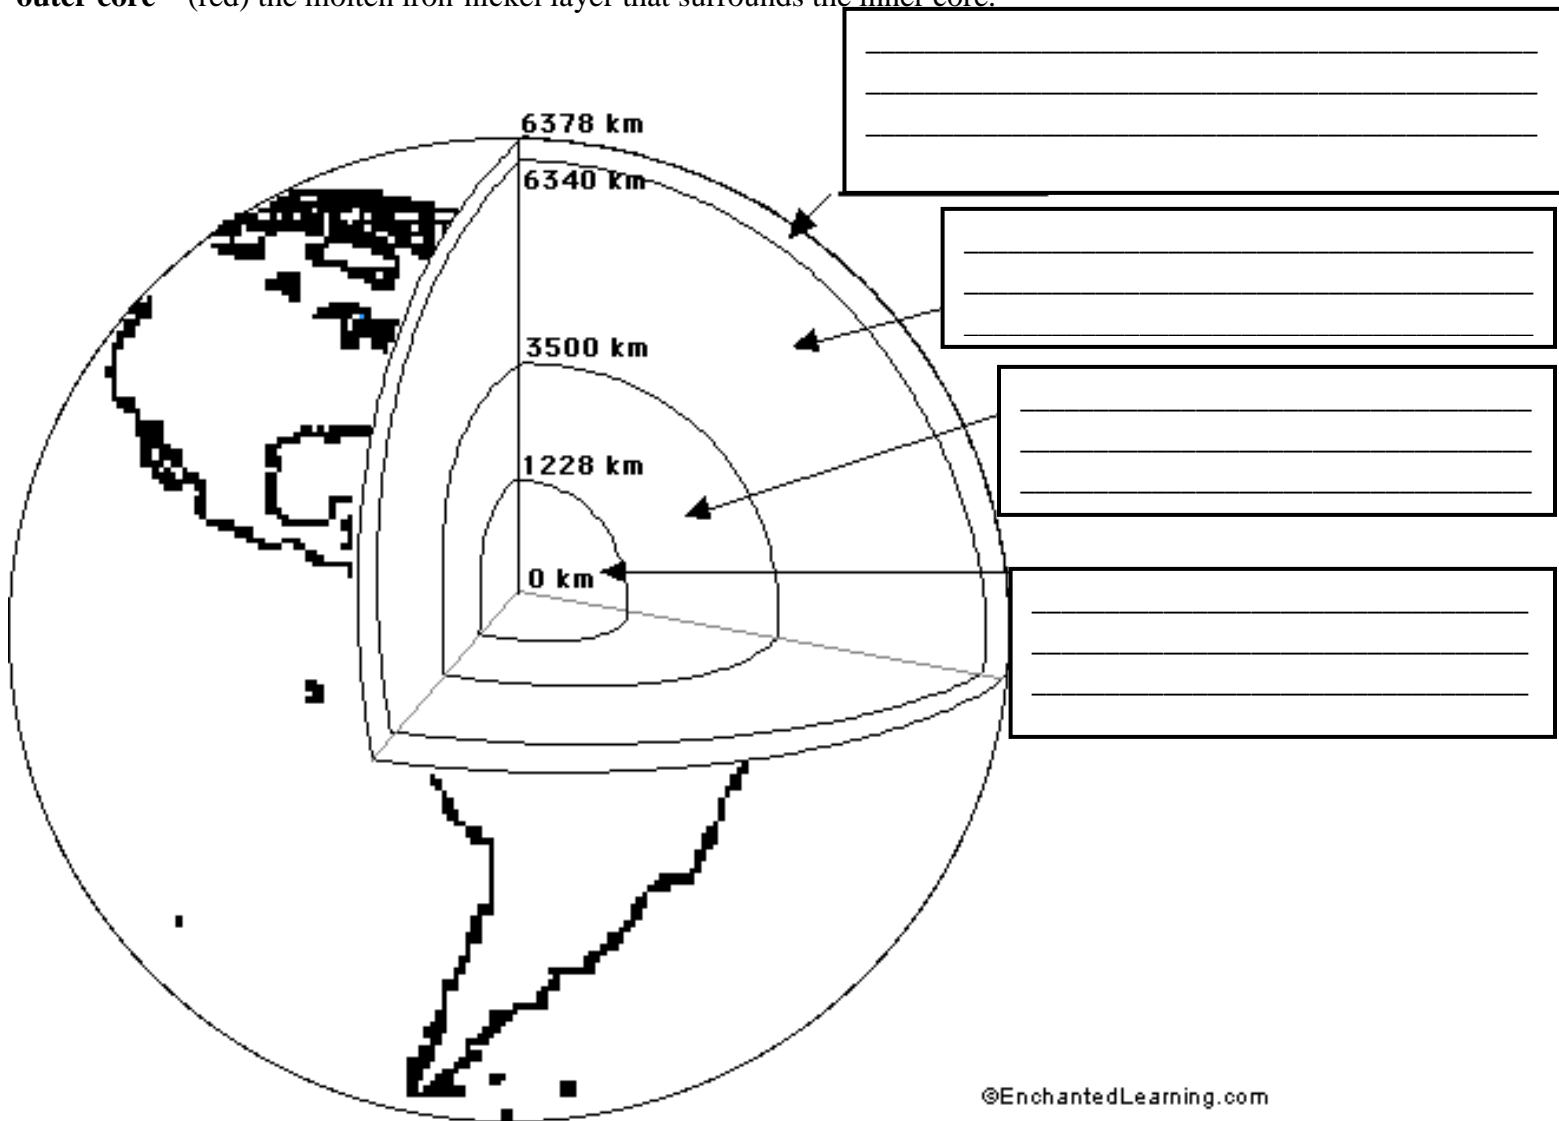 outer core - (red) the molten iron-nickel layer that surrounds the inner core.
6378 km
6340 km
3500 km
1228 km
0 km
©EnchantedLearning.com